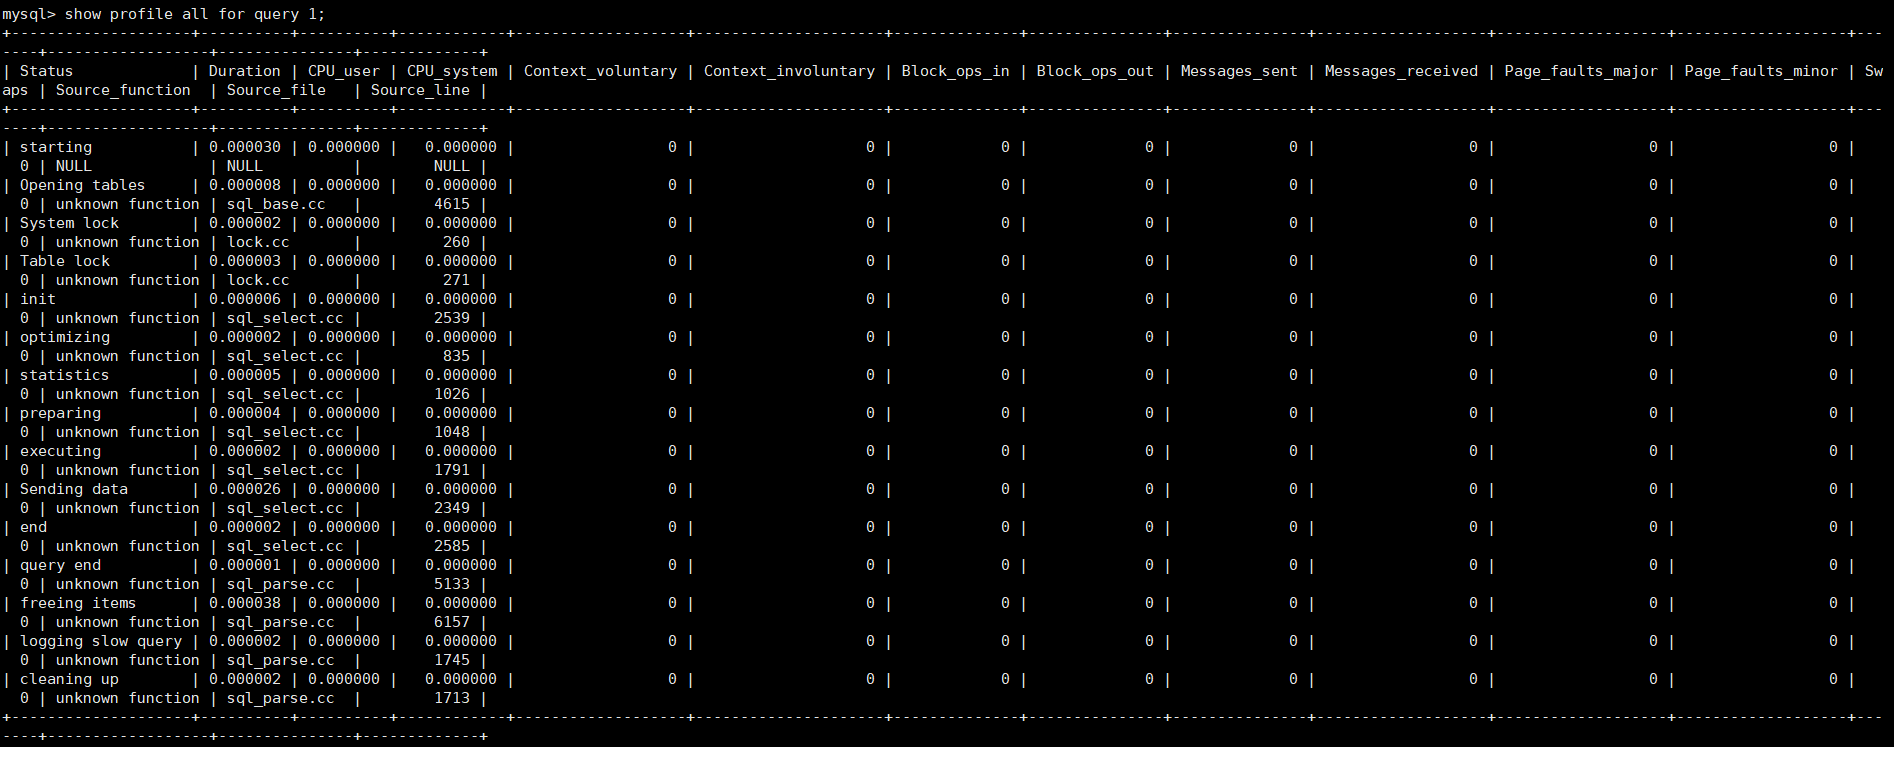 mysql> show profile all for query 1;
+--------------------+----------+----------+------------+-------------------+---------------------+--------------+---------------+---------------+-------------------+-------------------+-------------------+---
----+------------------+---------------+-------------+
| Status             | Duration | CPU_user | CPU_system | Context_voluntary | Context_involuntary | Block_ops_in | Block_ops_out | Messages_sent | Messages_received | Page_faults_major | Page_faults_minor | Sw
aps | Source_function  | Source_file   | Source_line |
+--------------------+----------+----------+------------+-------------------+---------------------+--------------+---------------+---------------+-------------------+-------------------+-------------------+---
----+------------------+---------------+-------------+
| starting           | 0.000030 | 0.000000 |   0.000000 |                 0 |                   0 |            0 |             0 |             0 |                 0 |                 0 |                 0 |
  0 | NULL             | NULL          |        NULL |
| Opening tables     | 0.000008 | 0.000000 |   0.000000 |                 0 |                   0 |            0 |             0 |             0 |                 0 |                 0 |                 0 |
  0 | unknown function | sql_base.cc   |        4615 |
| System lock        | 0.000002 | 0.000000 |   0.000000 |                 0 |                   0 |            0 |             0 |             0 |                 0 |                 0 |                 0 |
  0 | unknown function | lock.cc       |         260 |
| Table lock         | 0.000003 | 0.000000 |   0.000000 |                 0 |                   0 |            0 |             0 |             0 |                 0 |                 0 |                 0 |
  0 | unknown function | lock.cc       |         271 |
| init               | 0.000006 | 0.000000 |   0.000000 |                 0 |                   0 |            0 |             0 |             0 |                 0 |                 0 |                 0 |
  0 | unknown function | sql_select.cc |        2539 |
| optimizing         | 0.000002 | 0.000000 |   0.000000 |                 0 |                   0 |            0 |             0 |             0 |                 0 |                 0 |                 0 |
  0 | unknown function | sql_select.cc |         835 |
| statistics         | 0.000005 | 0.000000 |   0.000000 |                 0 |                   0 |            0 |             0 |             0 |                 0 |                 0 |                 0 |
  0 | unknown function | sql_select.cc |        1026 |
| preparing          | 0.000004 | 0.000000 |   0.000000 |                 0 |                   0 |            0 |             0 |             0 |                 0 |                 0 |                 0 |
  0 | unknown function | sql_select.cc |        1048 |
| executing          | 0.000002 | 0.000000 |   0.000000 |                 0 |                   0 |            0 |             0 |             0 |                 0 |                 0 |                 0 |
  0 | unknown function | sql_select.cc |        1791 |
| Sending data       | 0.000026 | 0.000000 |   0.000000 |                 0 |                   0 |            0 |             0 |             0 |                 0 |                 0 |                 0 |
  0 | unknown function | sql_select.cc |        2349 |
| end                | 0.000002 | 0.000000 |   0.000000 |                 0 |                   0 |            0 |             0 |             0 |                 0 |                 0 |                 0 |
  0 | unknown function | sql_select.cc |        2585 |
| query end          | 0.000001 | 0.000000 |   0.000000 |                 0 |                   0 |            0 |             0 |             0 |                 0 |                 0 |                 0 |
  0 | unknown function | sql_parse.cc  |        5133 |
| freeing items      | 0.000038 | 0.000000 |   0.000000 |                 0 |                   0 |            0 |             0 |             0 |                 0 |                 0 |                 0 |
  0 | unknown function | sql_parse.cc  |        6157 |
| logging slow query | 0.000002 | 0.000000 |   0.000000 |                 0 |                   0 |            0 |             0 |             0 |                 0 |                 0 |                 0 |
  0 | unknown function | sql_parse.cc  |        1745 |
| cleaning up        | 0.000002 | 0.000000 |   0.000000 |                 0 |                   0 |            0 |             0 |             0 |                 0 |                 0 |                 0 |
  0 | unknown function | sql_parse.cc  |        1713 |
+--------------------+----------+----------+------------+-------------------+---------------------+--------------+---------------+---------------+-------------------+-------------------+-------------------+---
----+------------------+---------------+-------------+